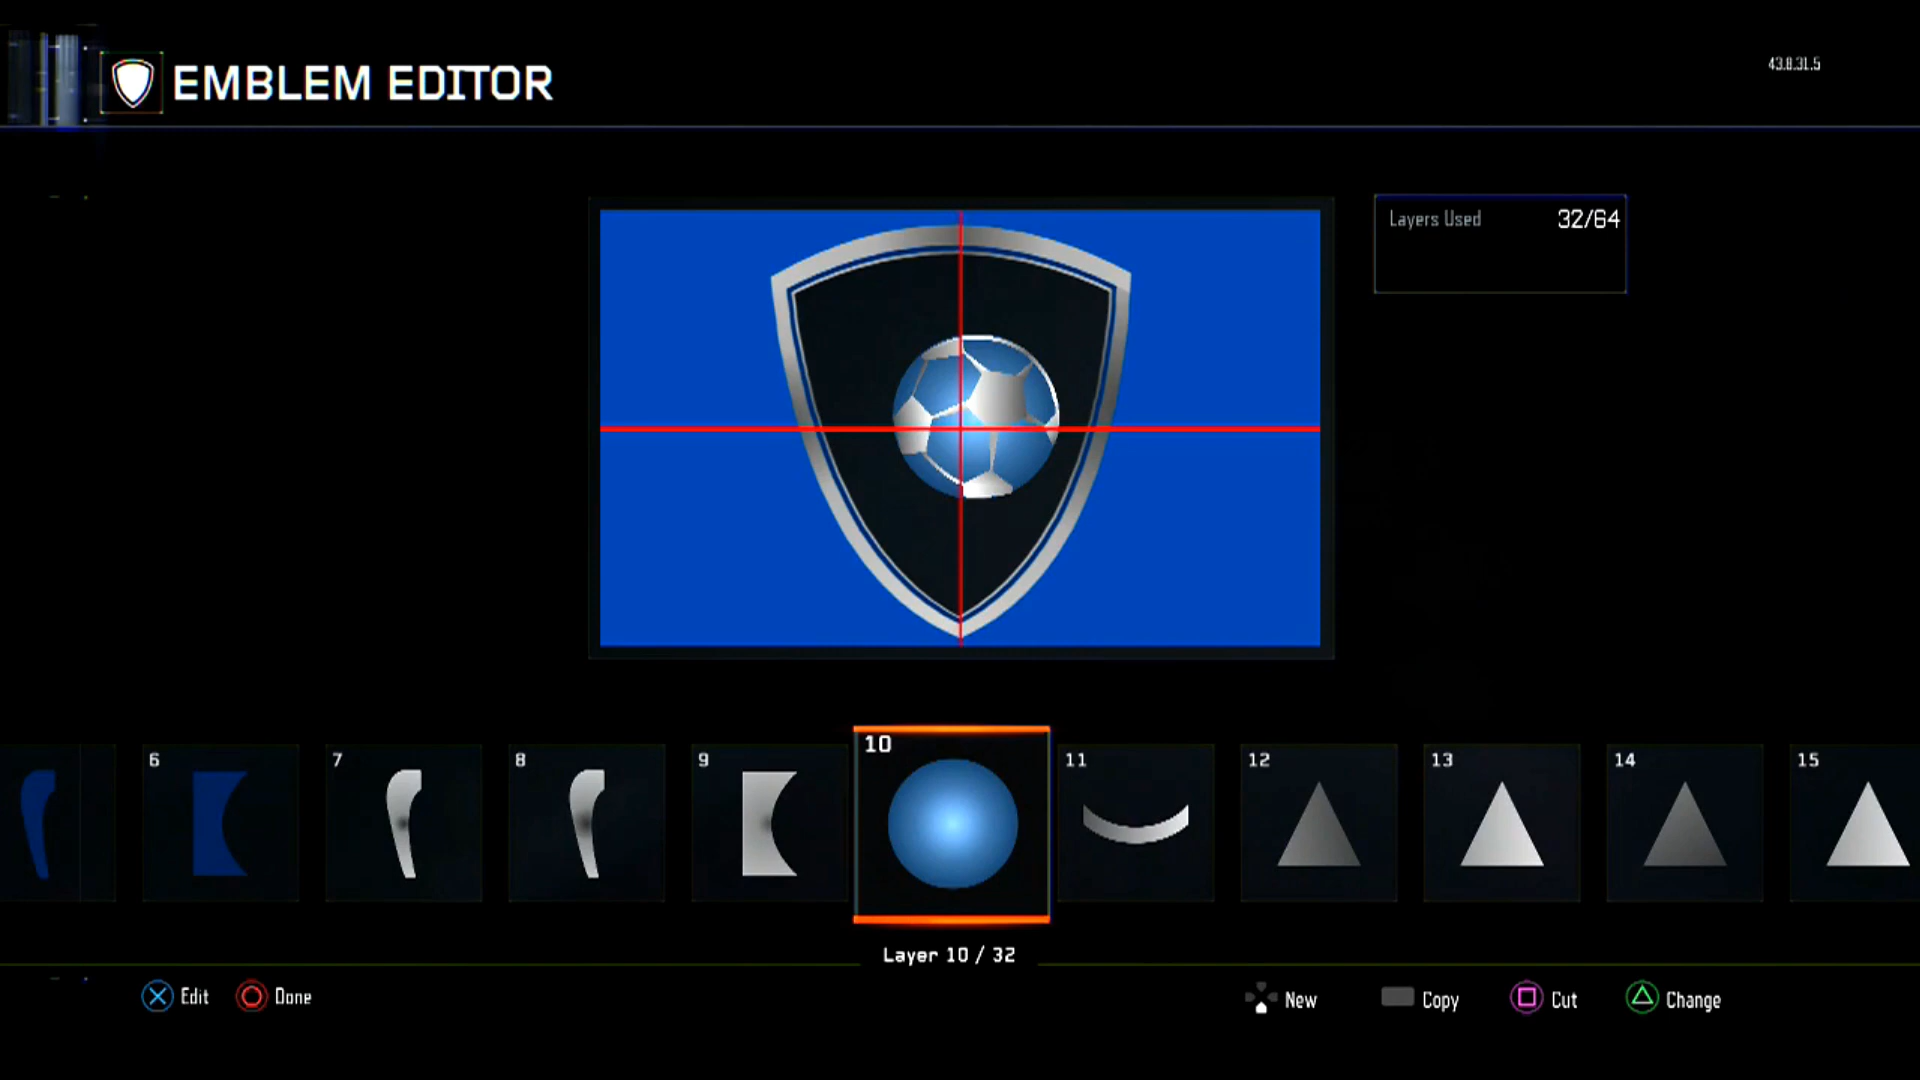 EMBLEM EDITOR
43.8.31.5
Layers Used 32/64
6 7 8 9 10 11 12 13 14 15
Layer 10 / 32
Edit Done New Copy Cut Change